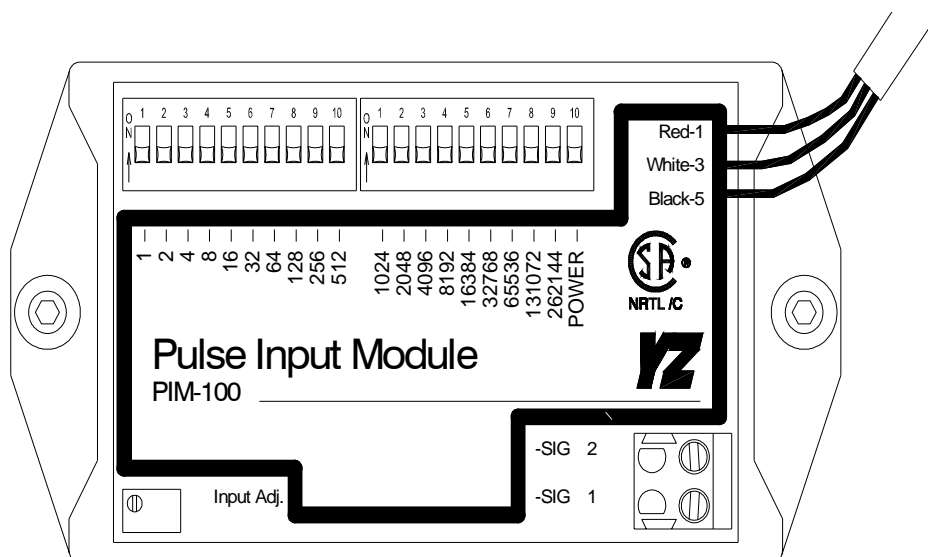 1 2 3 4 5 6 7 8 9 10
ON
1 2 3 4 5 6 7 8 9 10
ON
Red-1
White-3
Black-5
1
2
4
8
16
32
64
128
256
512
1024
2048
4096
8192
16384
32768
65536
131072
262144
POWER
SA
®
NRTL/C
Pulse Input Module
YZ
PIM-100
-SIG 2
Input Adj.
-SIG 1